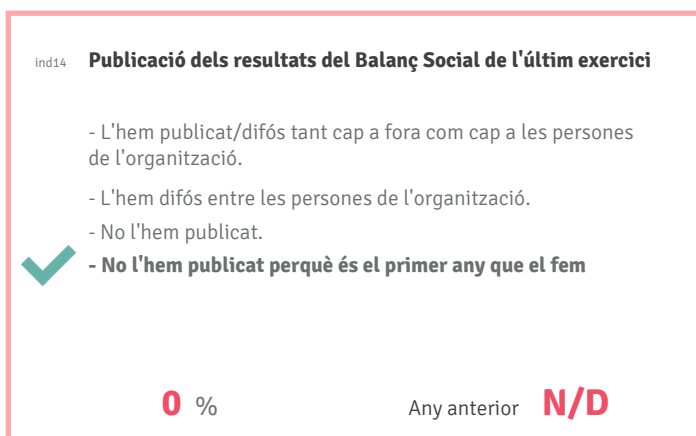 ind14 Publicació dels resultats del Balanç Social de l'últim exercici
- L'hem publicat/difós tant cap a fora com cap a les persones
de l'organització.
- L'hem difós entre les persones de l'organització.
- No l'hem publicat.
- No l'hem publicat perquè és el primer any que el fem
0 % Any anterior N/D